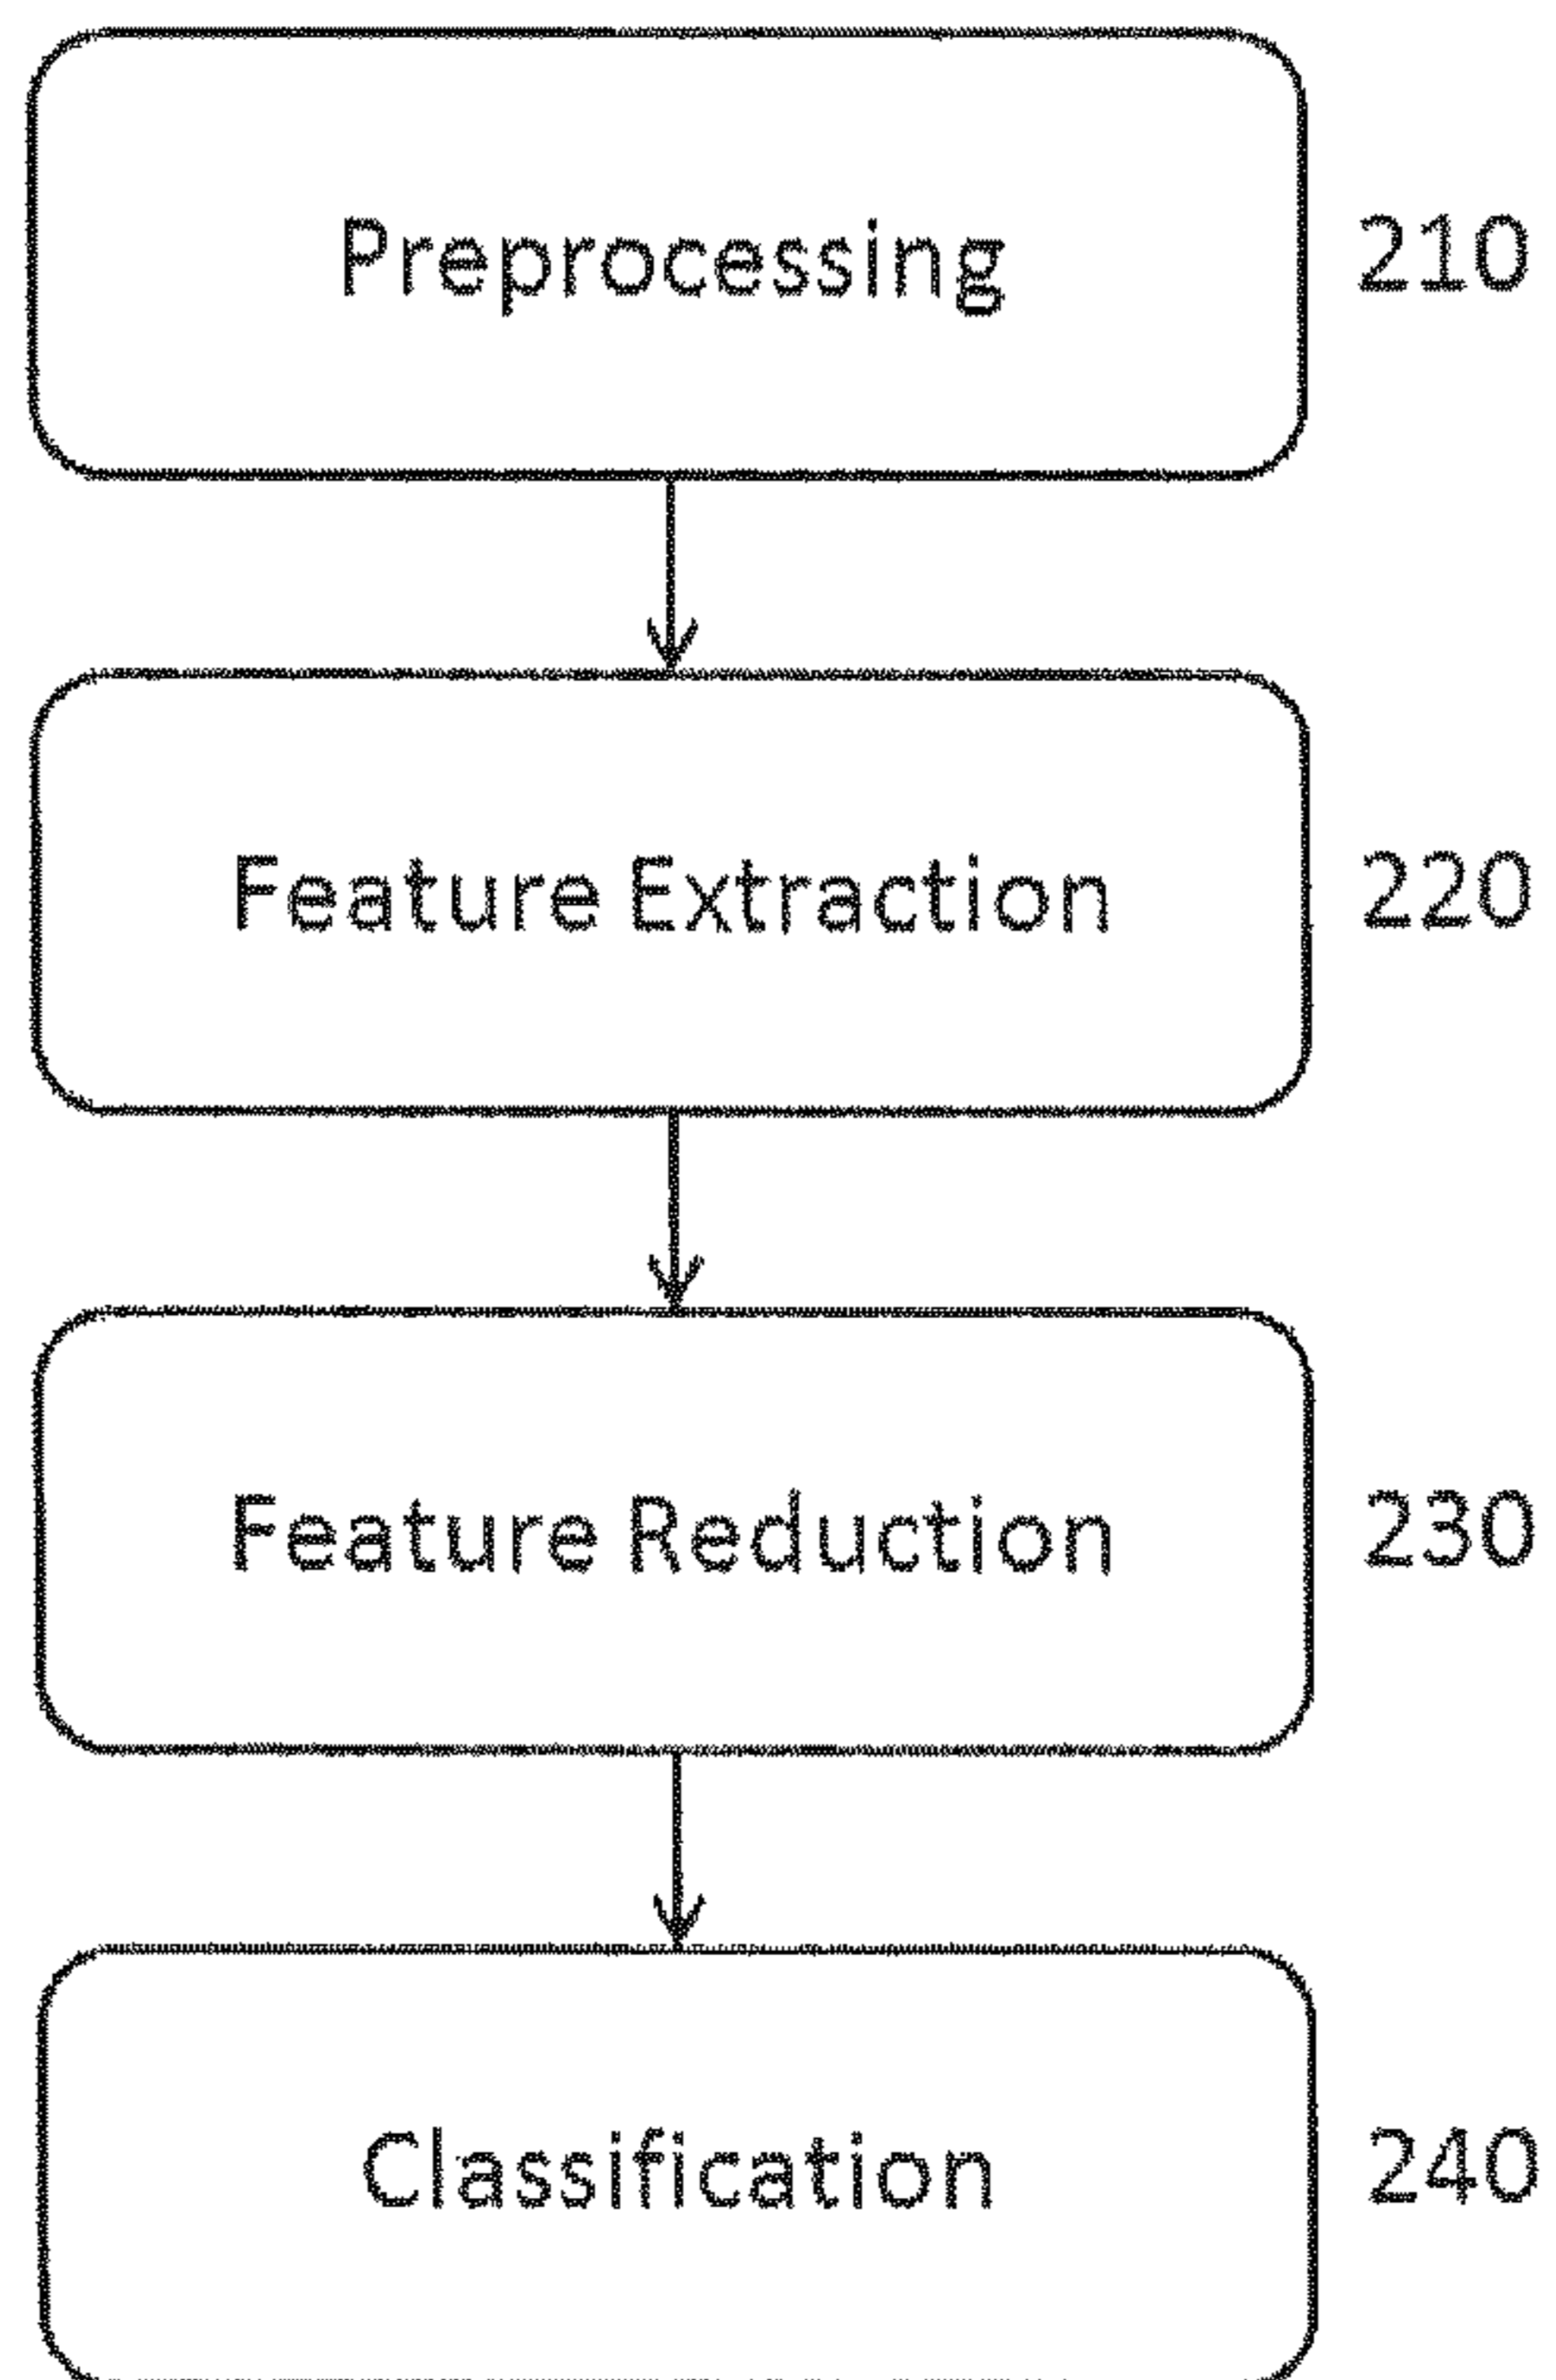 Preprocessing 210
Feature Extraction 220
Feature Reduction 230
Classification 240